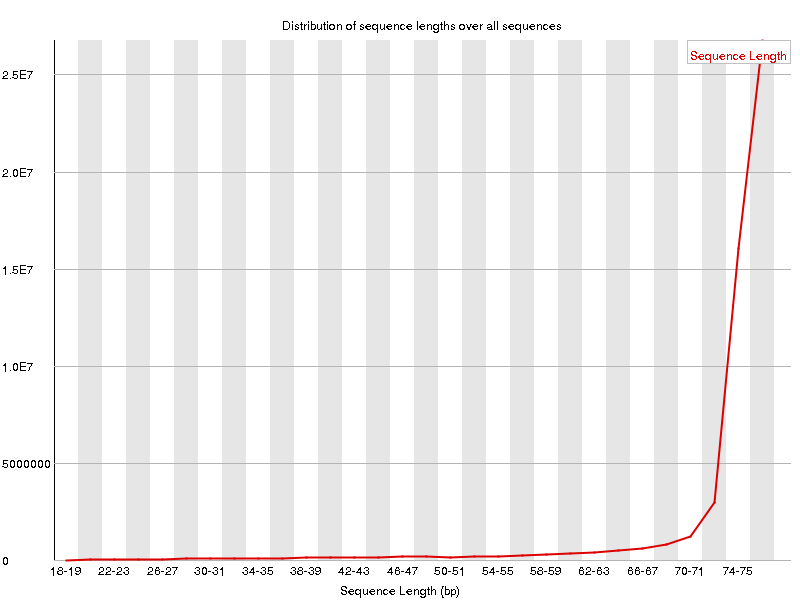 Distribution of sequence lengths over all sequences
Sequence Length
2.5E7
2.0E7
1.5E7
1.0E7
5000000
0
18-19 22-23 26-27 30-31 34-35 38-39 42-43 46-47 50-51 54-55 58-59 62-63 66-67 70-71 74-75
Sequence Length (bp)